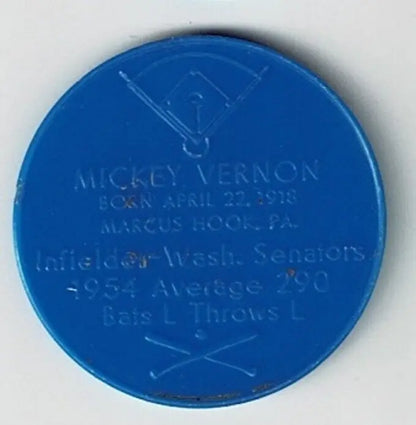 MICKEY VERNON
BORN APRIL 22, 1918
MARCUS HOOK, PA.
Infielder-Wash. Senators
1954 Average 290
Bats L Throws L